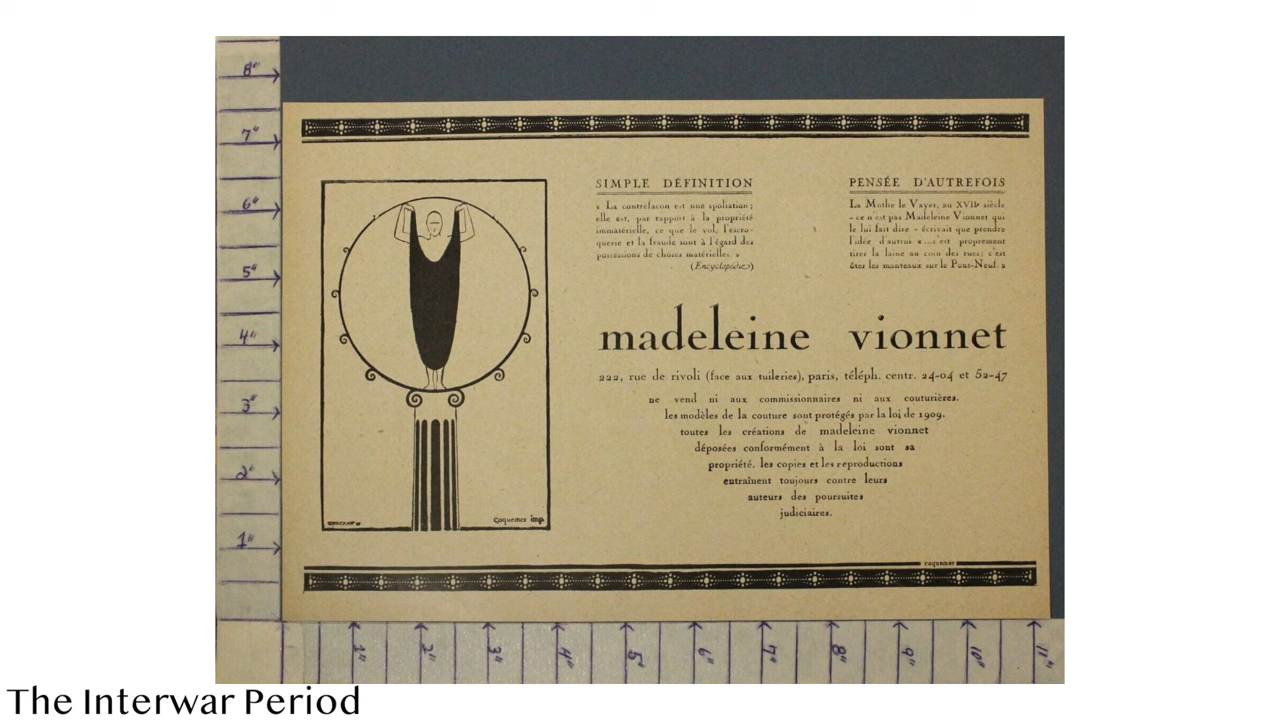 8"
7"
6"
5"
4"
3"
2"
1"
SIMPLE DÉFINITION
« La contrefaçon est une spoliation;
elle est, par rapport à la propriété
immatérielle, ce que le vol, l'escro-
querie et la fraude sont à l'égard des
possessions de choses matérielles. »
(Encyclopédie.)
PENSÉE D'AUTREFOIS
La Mothe le Vayer, au XVIIe siècle
- ce n'est pas Madeleine Vionnet qui
le lui fait dire - écrivait que prendre
l'idée d'autrui « ...c'est proprement
tirer la laine au coin des rues; c'est
ôter les manteaux sur le Pont-Neuf. »
madeleine vionnet
222, rue de rivoli (face aux tuileries), paris, téléph. centr. 24-04 et 52-47
ne vend ni aux commissionnaires ni aux couturières.
les modèles de la couture sont protégés par la loi de 1909.
toutes les créations de madeleine vionnet
déposées conformément à la loi sont sa
propriété. les copies et les reproductions
entraînent toujours contre leurs
auteurs des poursuites
judiciaires.
Coquemer imp.
coquemer
1" 2" 3" 4" 5" 6" 7" 8" 9" 10" 11"
The Interwar Period